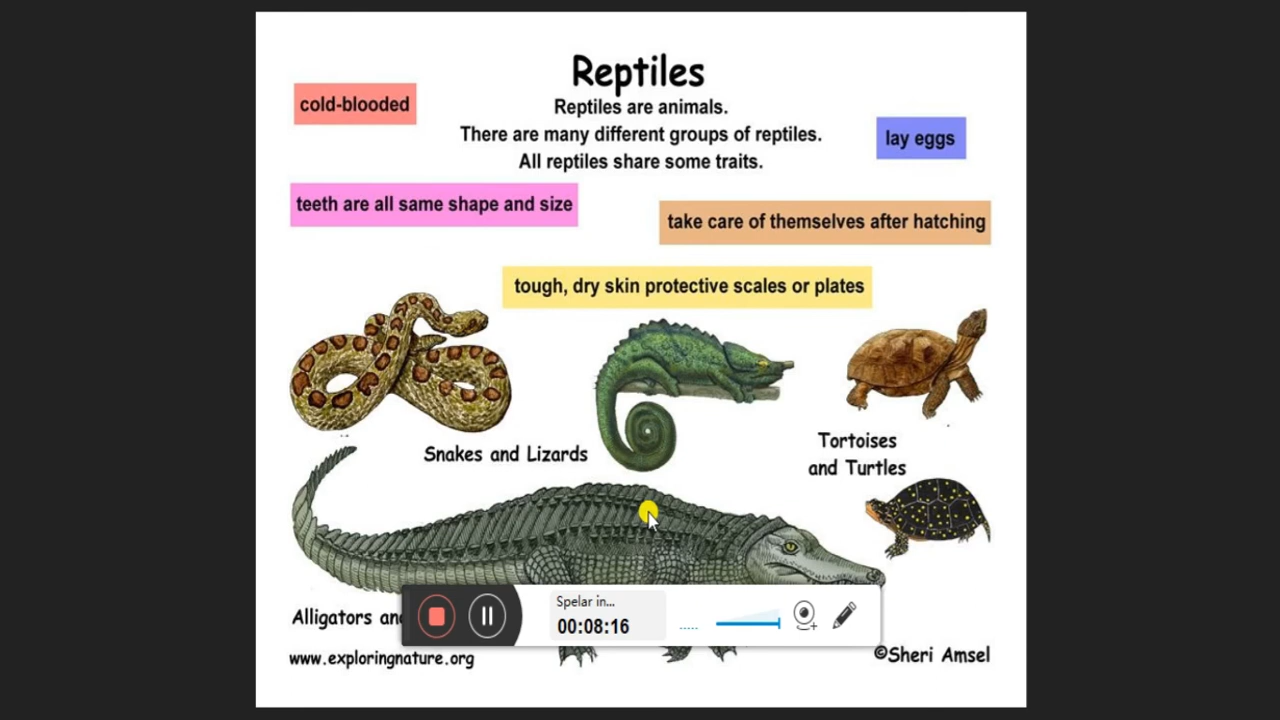 Reptiles
cold-blooded
Reptiles are animals.
There are many different groups of reptiles.
lay eggs
All reptiles share some traits.
teeth are all same shape and size
take care of themselves after hatching
tough, dry skin protective scales or plates
Snakes and Lizards
Tortoises
and Turtles
Alligators
Spelar in...
00:08:16
www.exploringnature.org
©Sheri Amsel